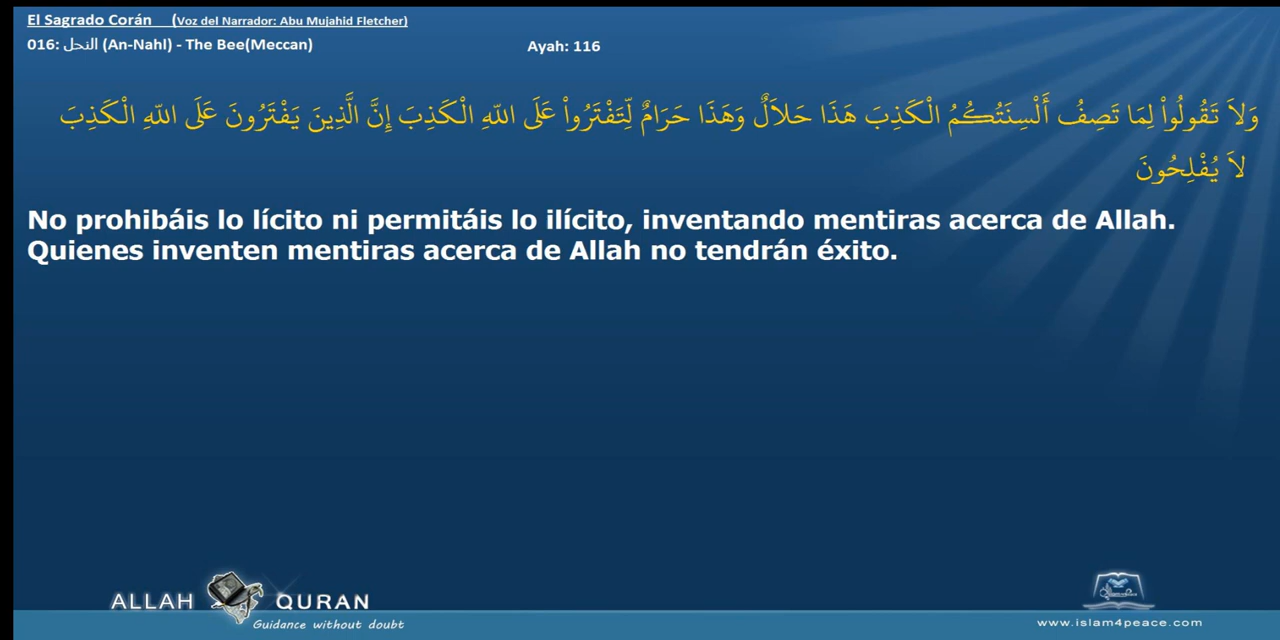 El Sagrado Corán (Voz del Narrador: Abu Mujahid Fletcher)
016: النحل (An-Nahl) - The Bee(Meccan) Ayah: 116
وَلاَ تَقُولُواْ لِمَا تَصِفُ أَلْسِنَتُكُمُ الْكَذِبَ هَذَا حَلاَلٌ وَهَذَا حَرَامٌ لِّتَفْتَرُواْ عَلَى اللّهِ الْكَذِبَ إِنَّ الَّذِينَ يَفْتَرُونَ عَلَى اللّهِ الْكَذِبَ
لاَ يُفْلِحُونَ
No prohibáis lo lícito ni permitáis lo ilícito, inventando mentiras acerca de Allah.
Quienes inventen mentiras acerca de Allah no tendrán éxito.
ALLAH QURAN
Guidance without doubt
www.islam4peace.com